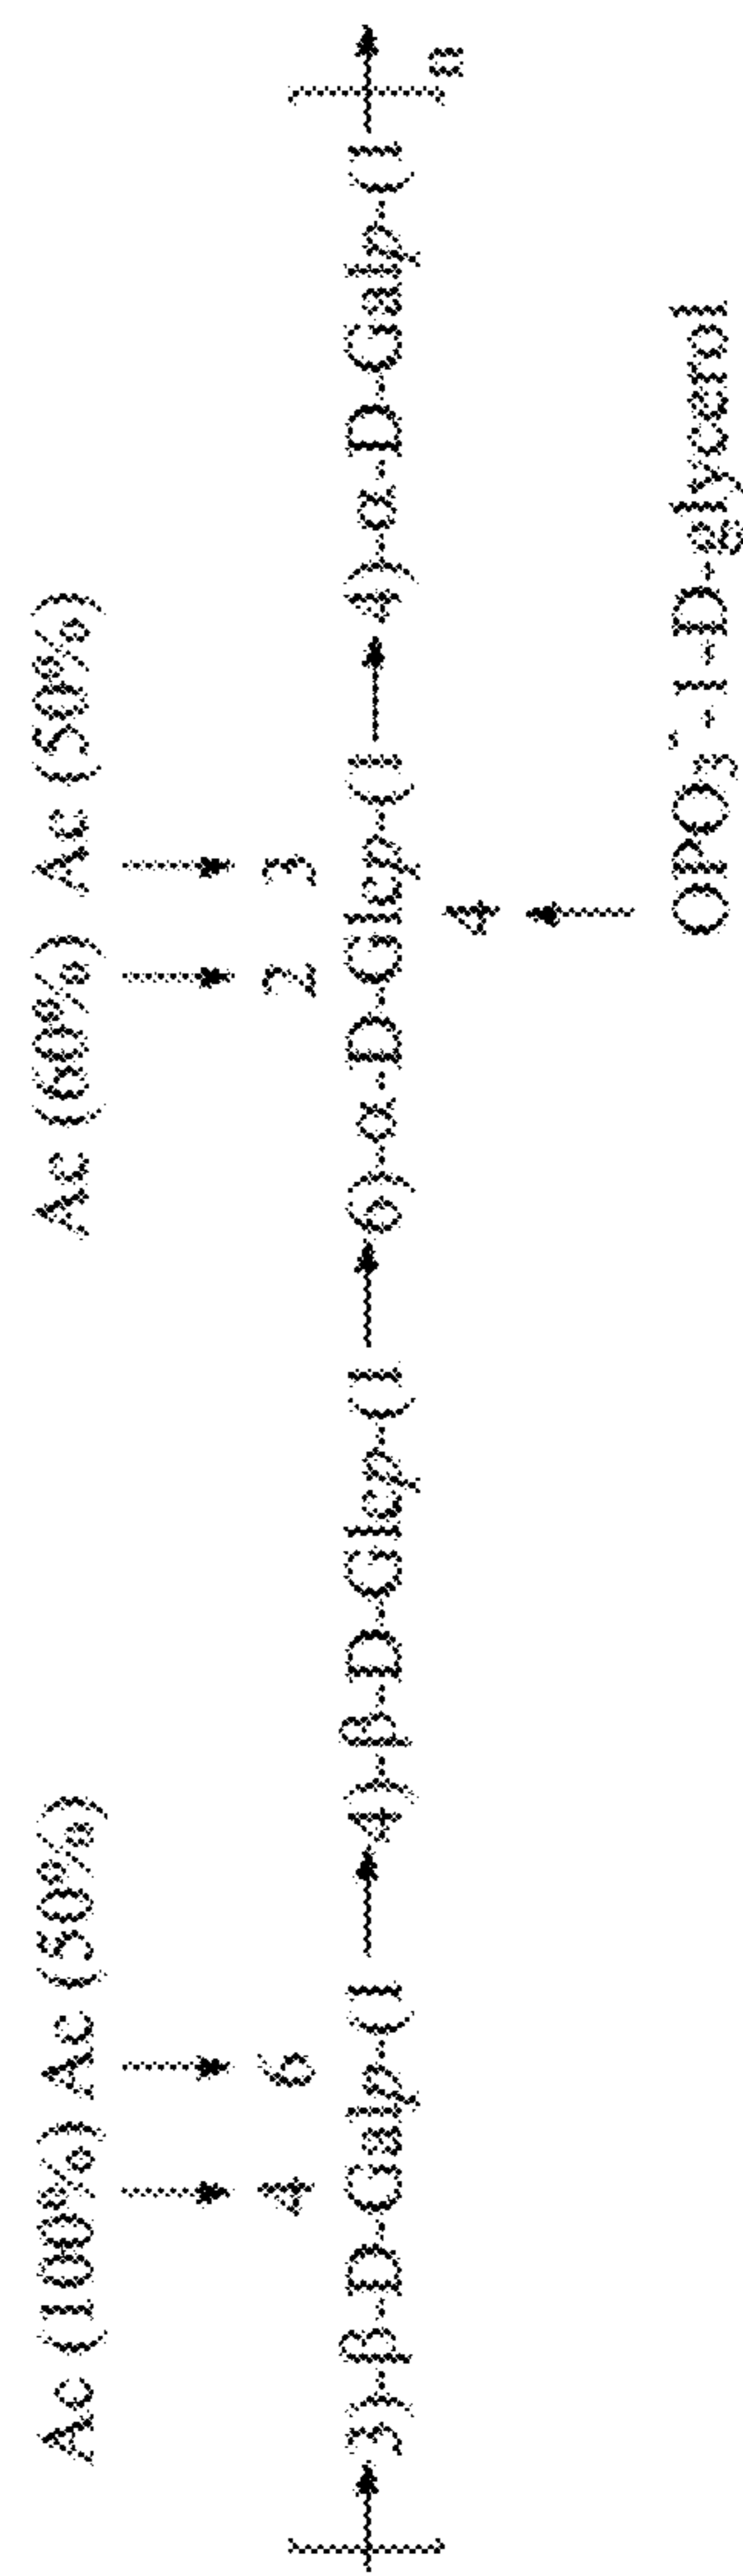 Ac (100%) Ac (50%) Ac (60%) Ac (50%)
4 6 2 3
3)-β-D-Galp-(1 → 4)-β-D-Glcp-(1 → 6)-α-D-Glcp-(1 → 4)-α-D-Galp-(1 →
n
4
OPO₃⁻-1-D-glycerol